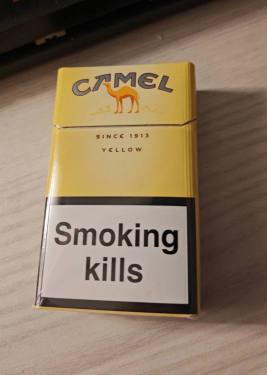 CAMEL
SINCE 1913
YELLOW
Smoking
kills